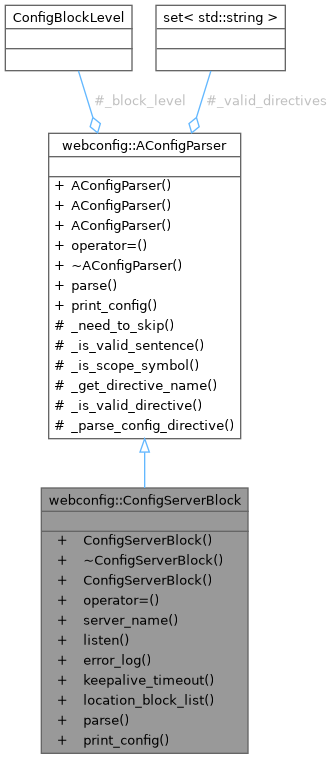 ConfigBlockLevel
set< std::string >
#_block_level
#_valid_directives
webconfig::AConfigParser
+ AConfigParser()
+ AConfigParser()
+ AConfigParser()
+ operator=()
+ ~AConfigParser()
+ parse()
+ print_config()
# _need_to_skip()
# _is_valid_sentence()
# _is_scope_symbol()
# _get_directive_name()
# _is_valid_directive()
# _parse_config_directive()
webconfig::ConfigServerBlock
+ ConfigServerBlock()
+ ~ConfigServerBlock()
+ ConfigServerBlock()
+ operator=()
+ server_name()
+ listen()
+ error_log()
+ keepalive_timeout()
+ location_block_list()
+ parse()
+ print_config()